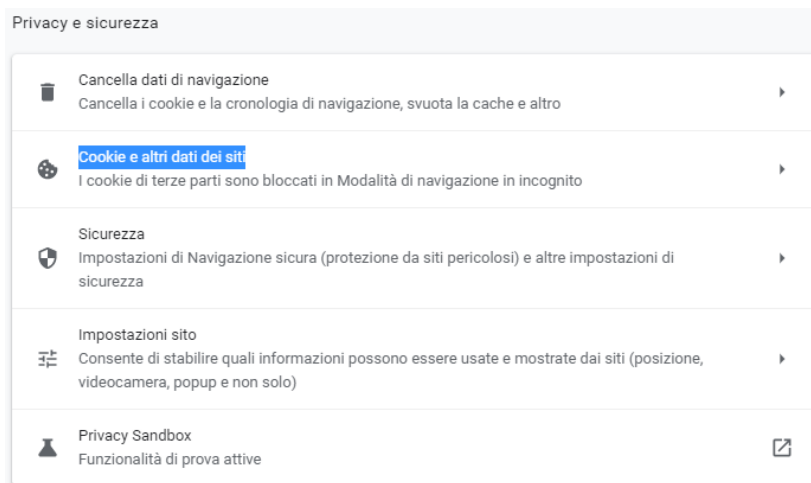 Privacy e sicurezza
Cancella dati di navigazione
Cancella i cookie e la cronologia di navigazione, svuota la cache e altro
Cookie e altri dati dei siti
I cookie di terze parti sono bloccati in Modalità di navigazione in incognito
Sicurezza
Impostazioni di Navigazione sicura (protezione da siti pericolosi) e altre impostazioni di
sicurezza
Impostazioni sito
Consente di stabilire quali informazioni possono essere usate e mostrate dai siti (posizione,
videocamera, popup e non solo)
Privacy Sandbox
Funzionalità di prova attive